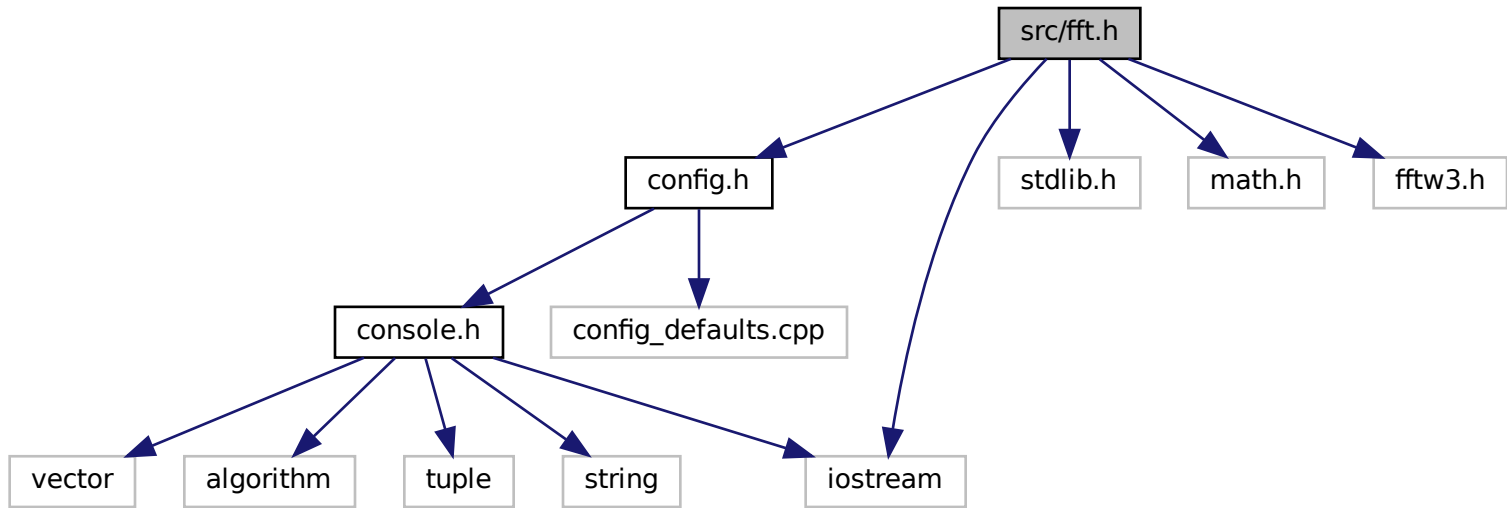 src/fft.h
config.h
stdlib.h
math.h
fftw3.h
console.h
config_defaults.cpp
vector
algorithm
tuple
string
iostream